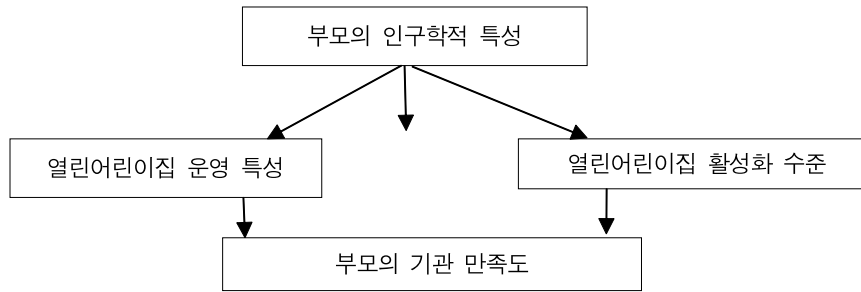 부모의 인구학적 특성
열린어린이집 운영 특성
열린어린이집 활성화 수준
부모의 기관 만족도